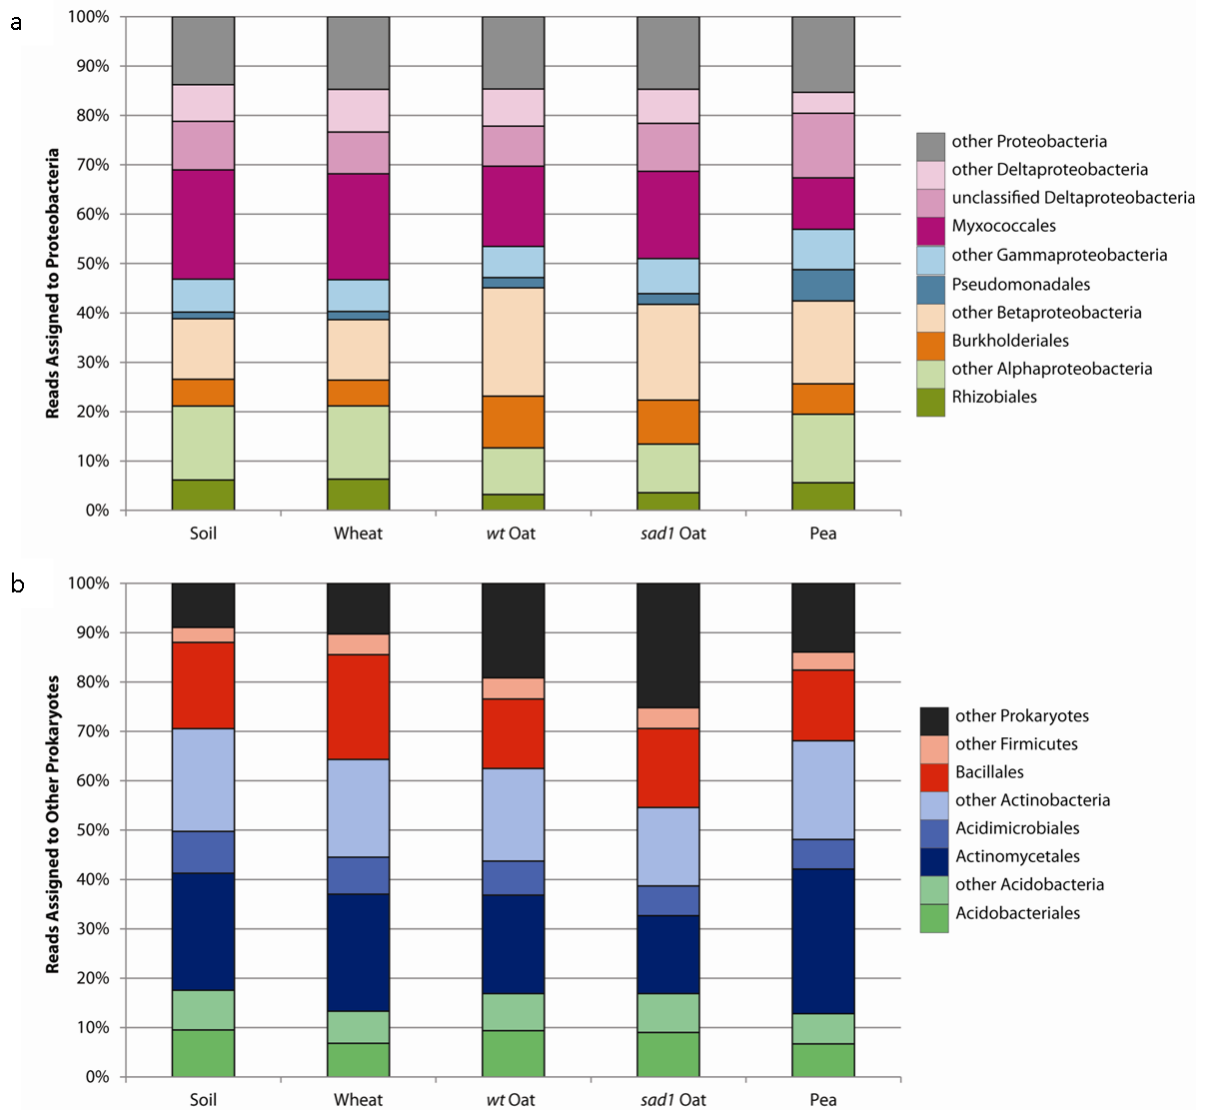 a
100%
90%
80%
70%
60%
50%
40%
30%
20%
10%
0%
Reads Assigned to Proteobacteria
Soil
Wheat
wt Oat
sad1 Oat
Pea
other Proteobacteria
other Deltaproteobacteria
unclassified Deltaproteobacteria
Myxococcales
other Gammaproteobacteria
Pseudomonadales
other Betaproteobacteria
Burkholderiales
other Alphaproteobacteria
Rhizobiales
b
100%
90%
80%
70%
60%
50%
40%
30%
20%
10%
0%
Reads Assigned to Other Prokaryotes
Soil
Wheat
wt Oat
sad1 Oat
Pea
other Prokaryotes
other Firmicutes
Bacillales
other Actinobacteria
Acidimicrobiales
Actinomycetales
other Acidobacteria
Acidobacteriales